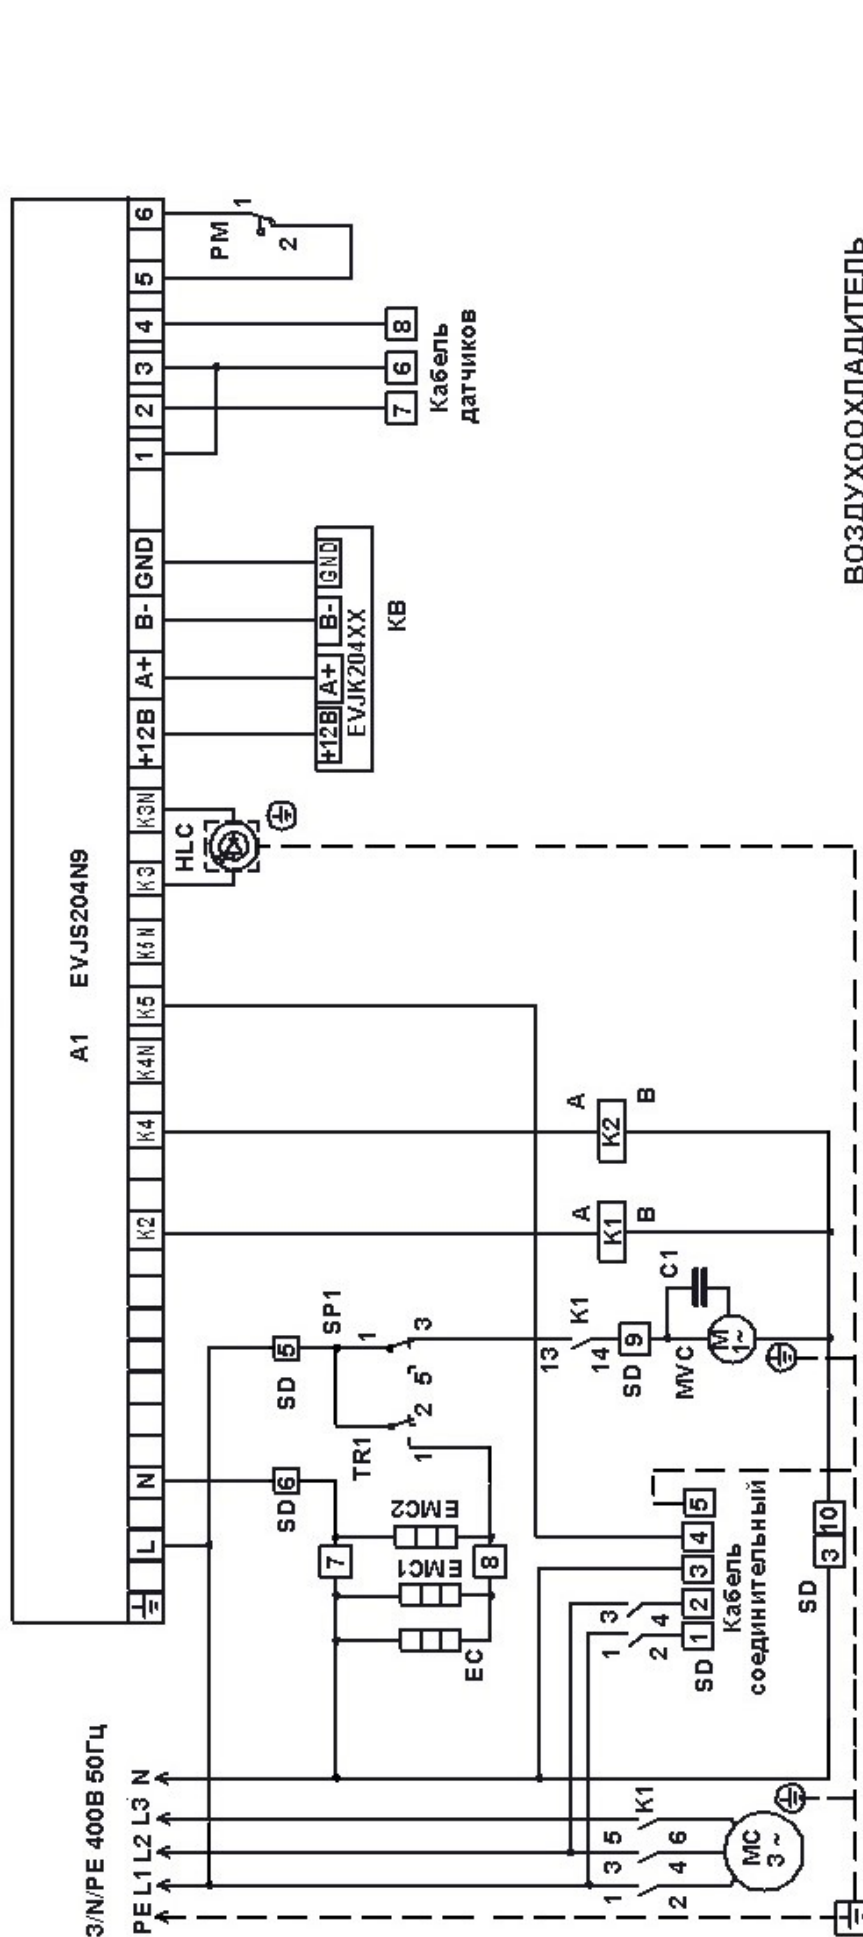 3/N/PE 400В 50Гц
PE L1 L2 L3 N
A1 EVJS204N9
L N K2 K4 K4N K5 K5N K3 K3N +12В A+ B- GND 1 2 3 4 5 6
HLC
+12В A+ B- GND
EVJK204XX
КВ
7 6 8
Кабель
датчиков
PM
1
2
SD 6
SD 5
SP1
1
3
5
TR1
2
1
7
EMC2
EMC1
8
EC
13
K1
14
SD 9
MVC
C1
M
1~
A
K1
B
A
K2
B
1 3
2 4
SD 1 2 3 4 5
Кабель
соединительный
SD
3 10
1 3 5
K1
2 4 6
MC
3~
ВОЗДУХООХЛАДИТЕЛЬ